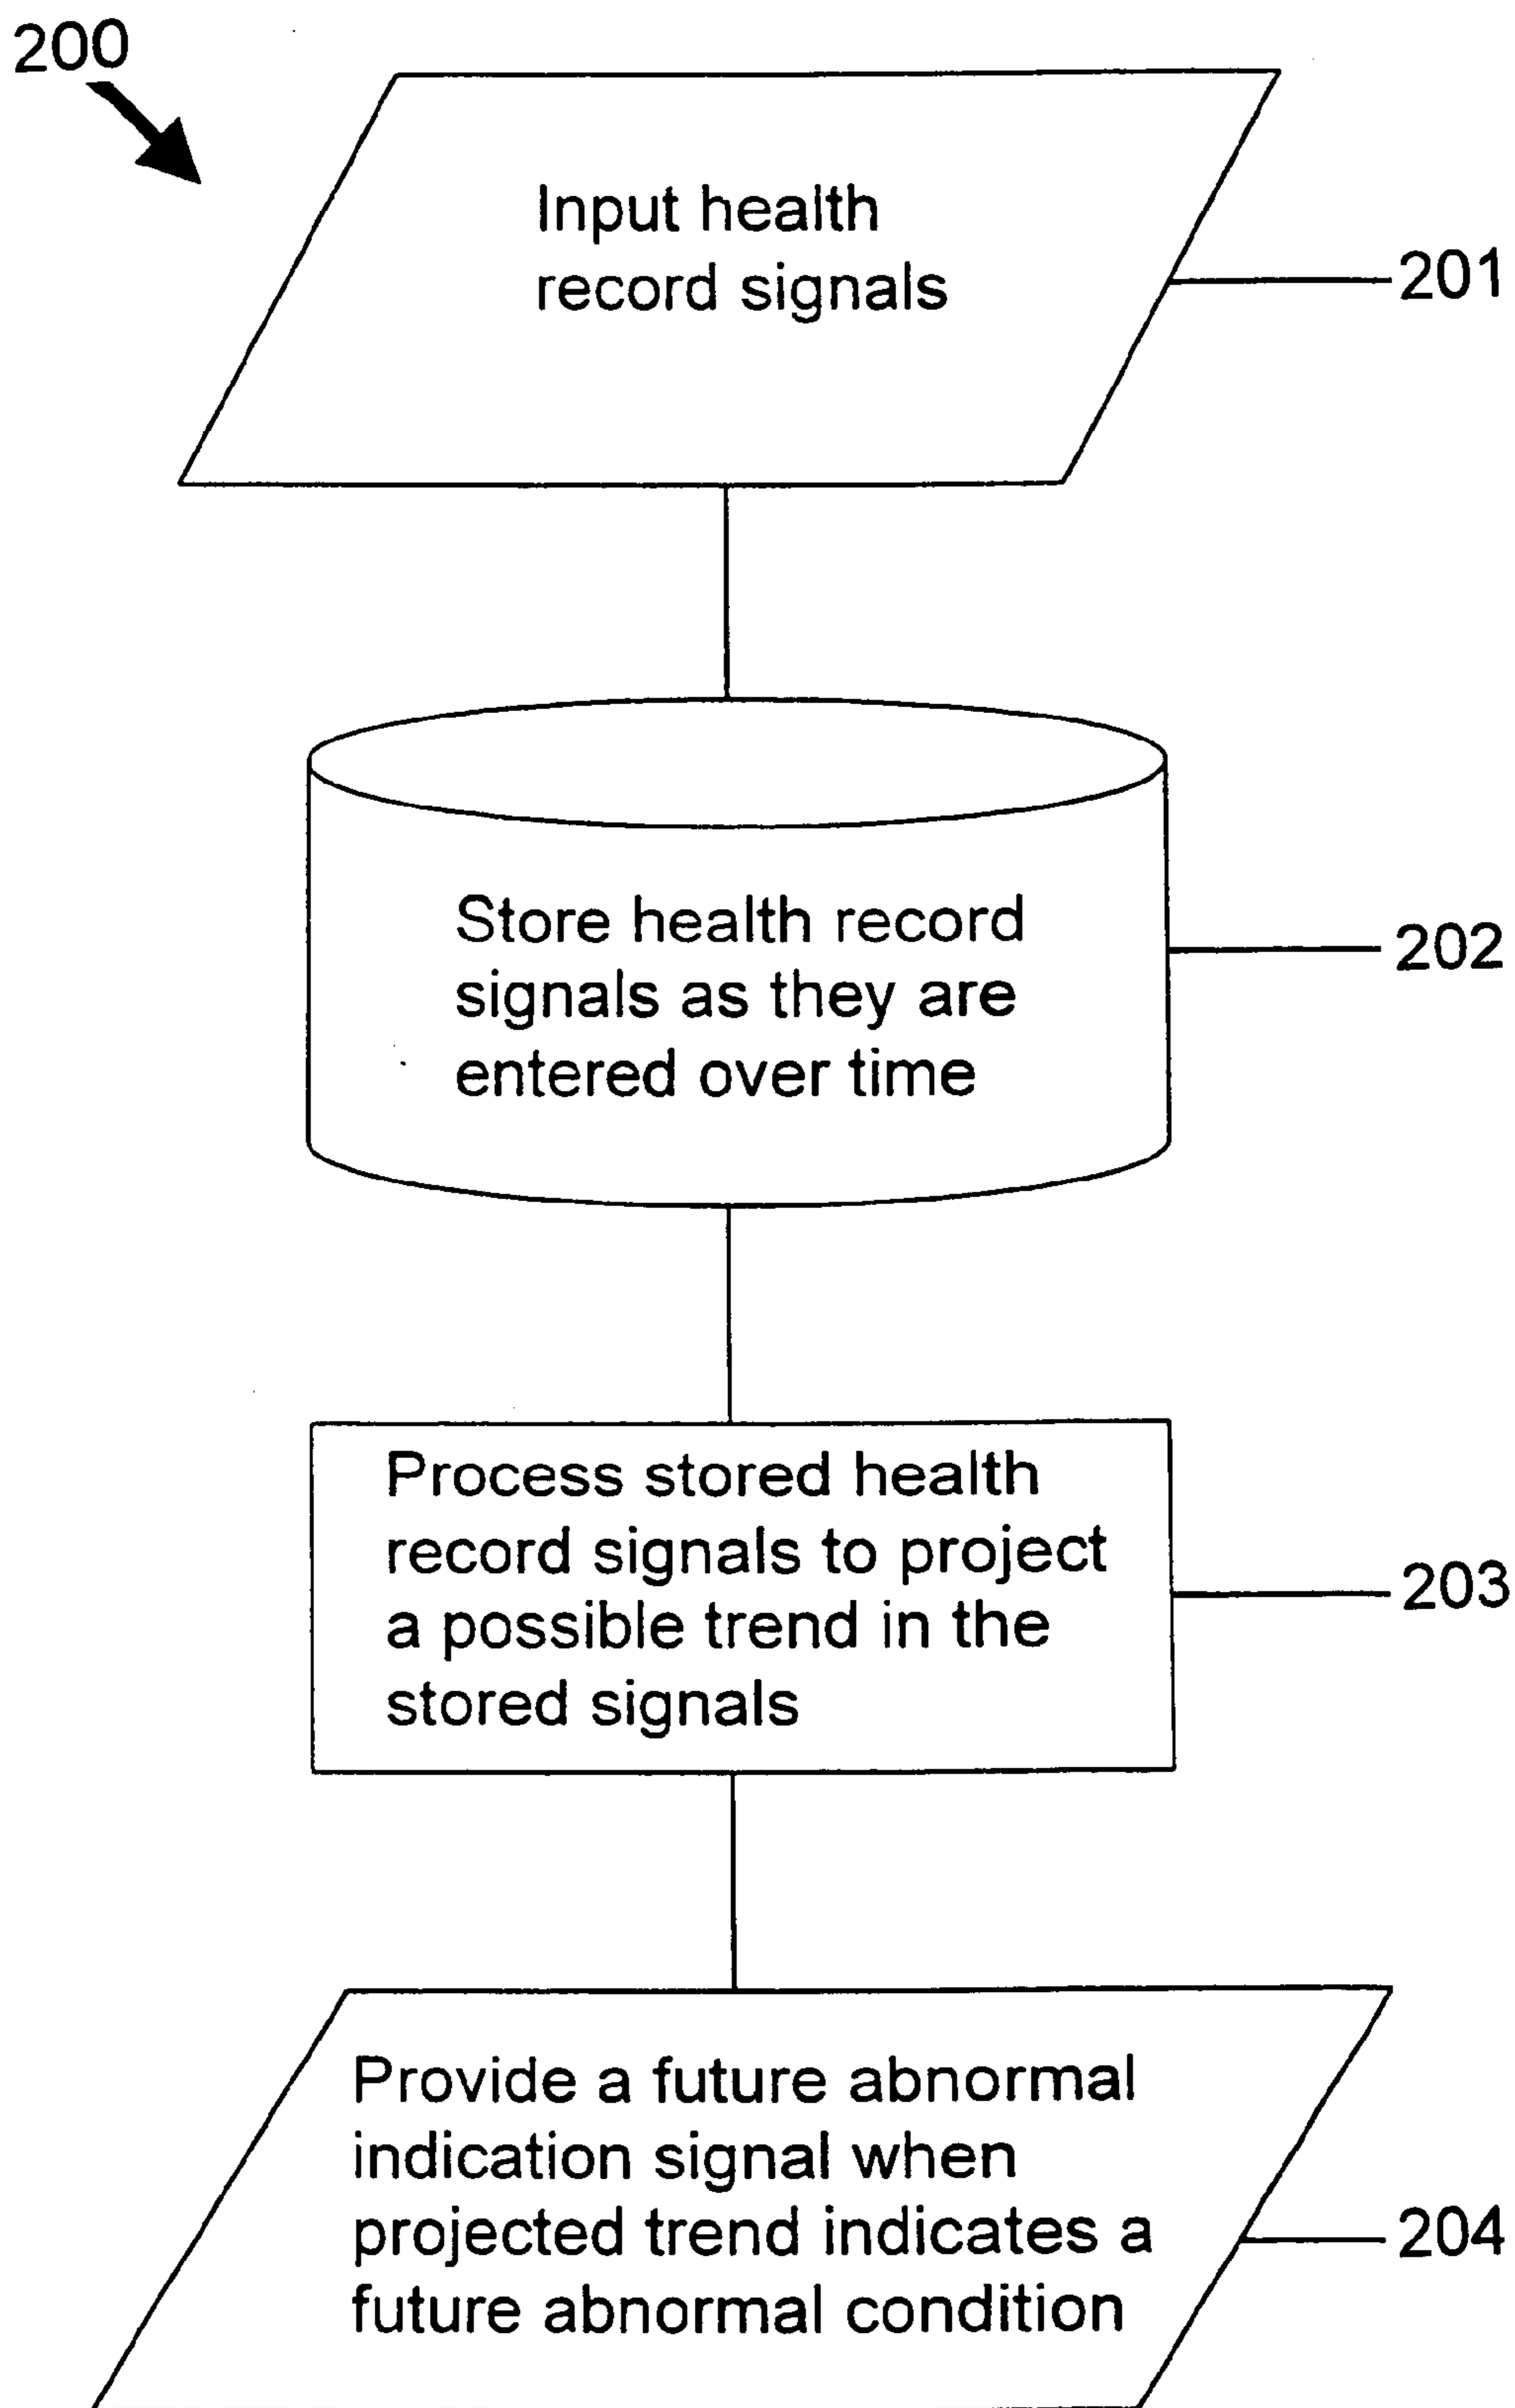 200
Input health
record signals
201
Store health record
signals as they are
entered over time
202
Process stored health
record signals to project
a possible trend in the
stored signals
203
Provide a future abnormal
indication signal when
projected trend indicates a
future abnormal condition
204